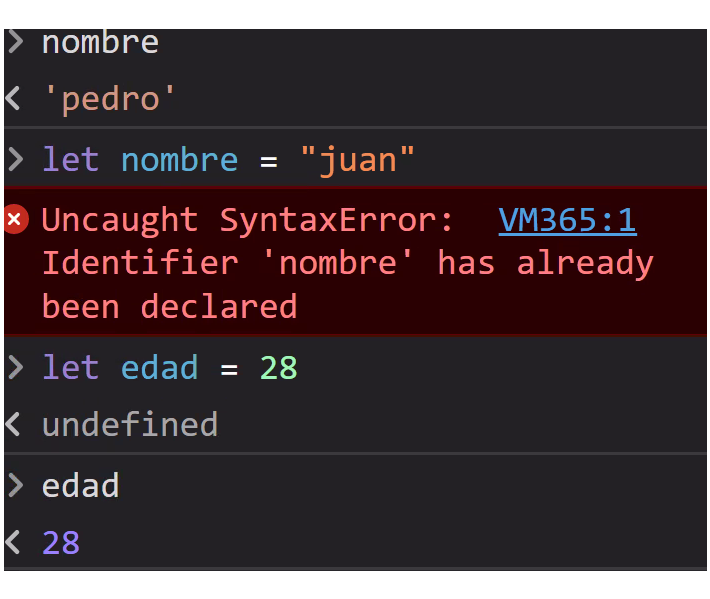 > nombre
< 'pedro'
> let nombre = "juan"
Uncaught SyntaxError: VM365:1
Identifier 'nombre' has already
been declared
> let edad = 28
< undefined
> edad
< 28